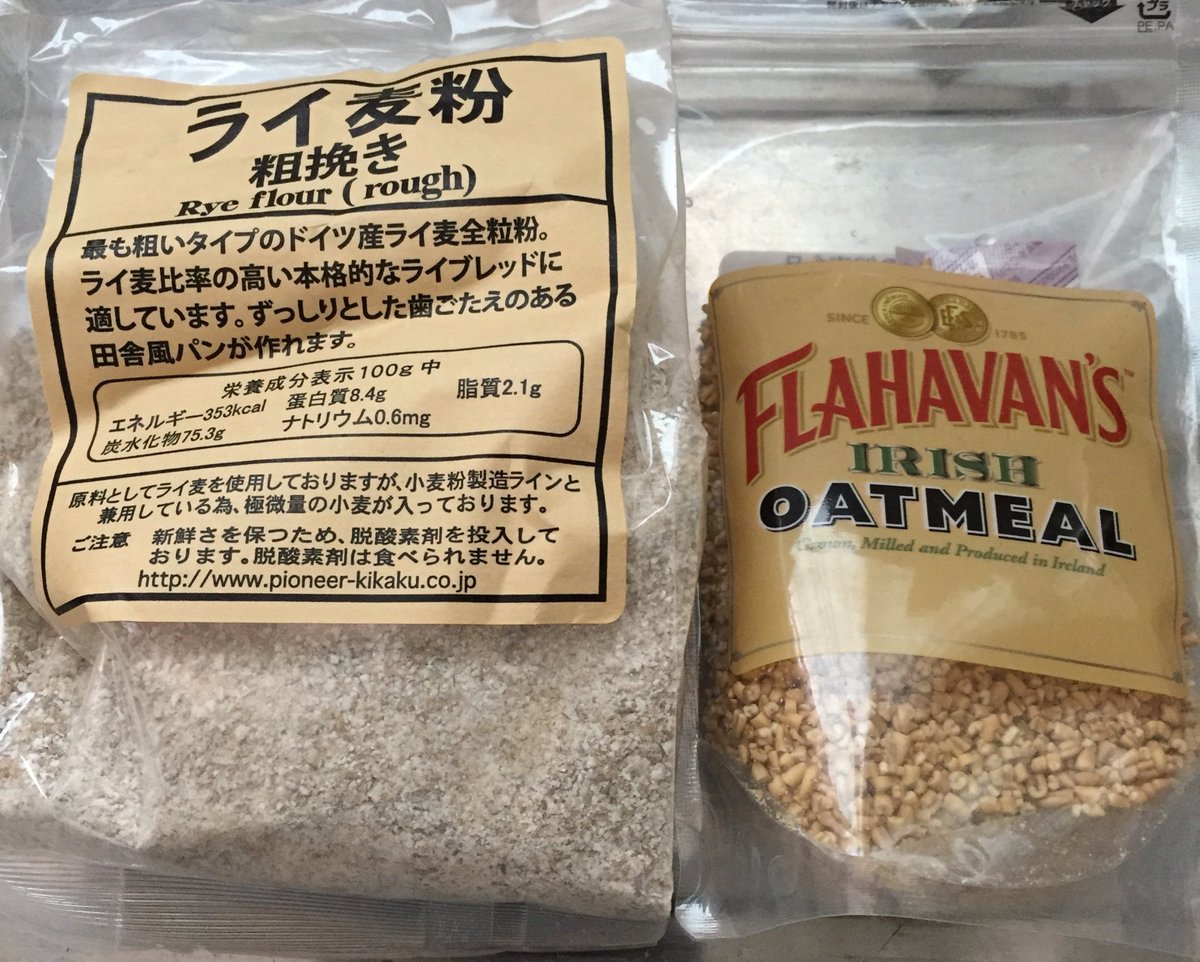 ライ麦粉
粗挽き
Rye flour (rough)
最も粗いタイプのドイツ産ライ麦全粒粉。
ライ麦比率の高い本格的なライブレッドに
適しています。ずっしりとした歯ごたえのある
田舎風パンが作れます。
栄養成分表示100g中
エネルギー353kcal 蛋白質8.4g 脂質2.1g
炭水化物75.3g ナトリウム0.6mg
原料としてライ麦を使用しておりますが、小麦粉製造ラインと
兼用している為、極微量の小麦が入っております。
ご注意 新鮮さを保つため、脱酸素剤を投入して
おります。脱酸素剤は食べられません。
http://www.pioneer-kikaku.co.jp
プラ
PE,PA
SINCE 1785
FLAHAVAN'S™
IRISH
OATMEAL
Grown, Milled and Produced in Ireland